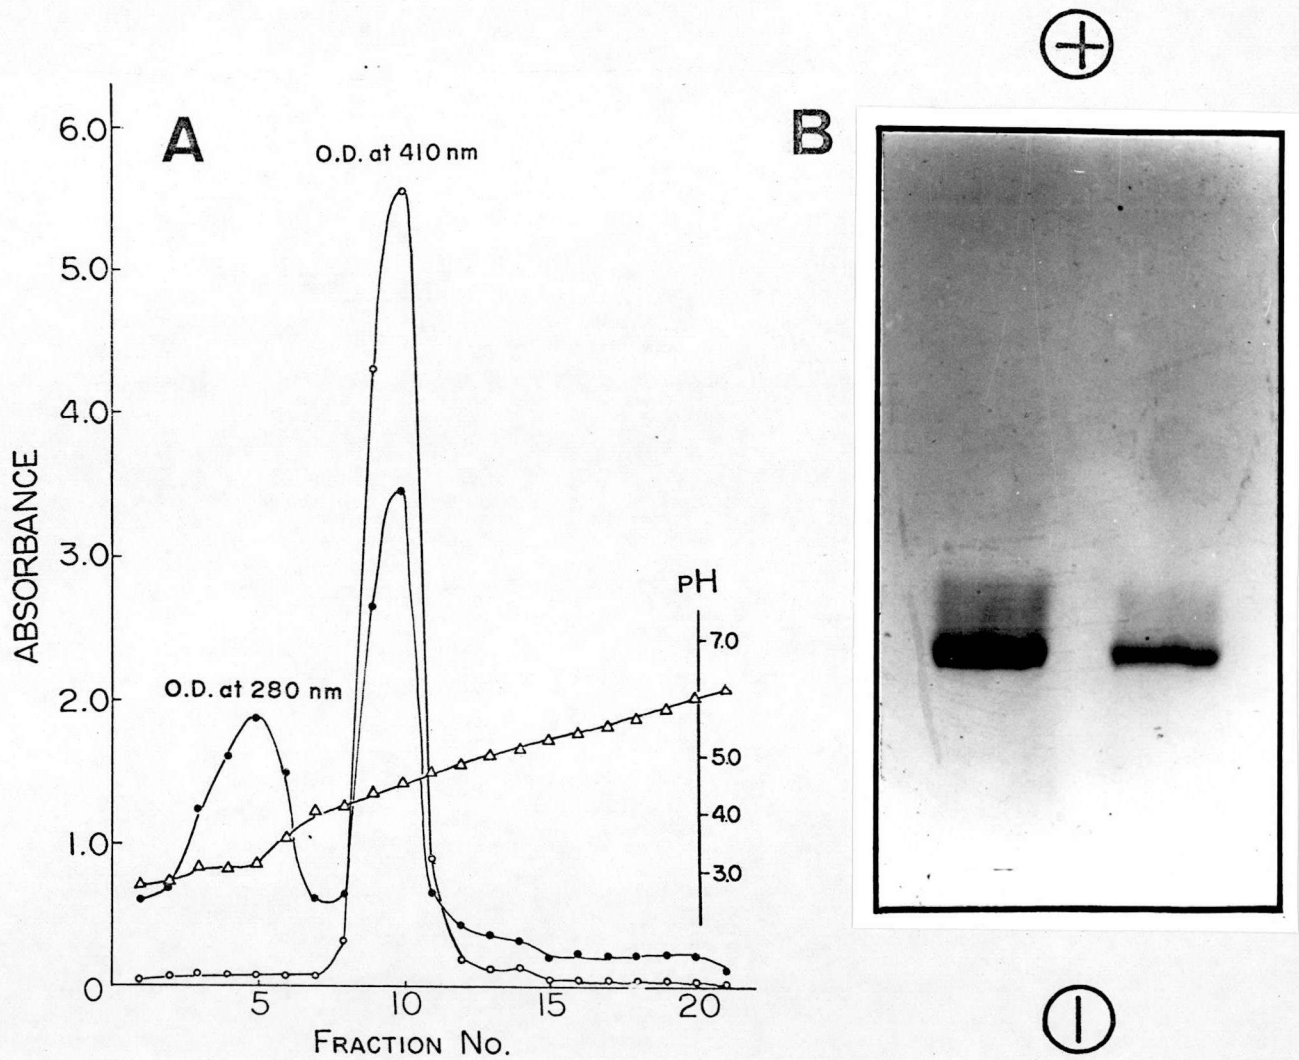 +
A
B
O.D. at 410 nm
6.0
5.0
4.0
3.0
2.0
1.0
0
ABSORBANCE
O.D. at 280 nm
pH
7.0
5.0
4.0
3.0
5
10
15
20
FRACTION No.
−